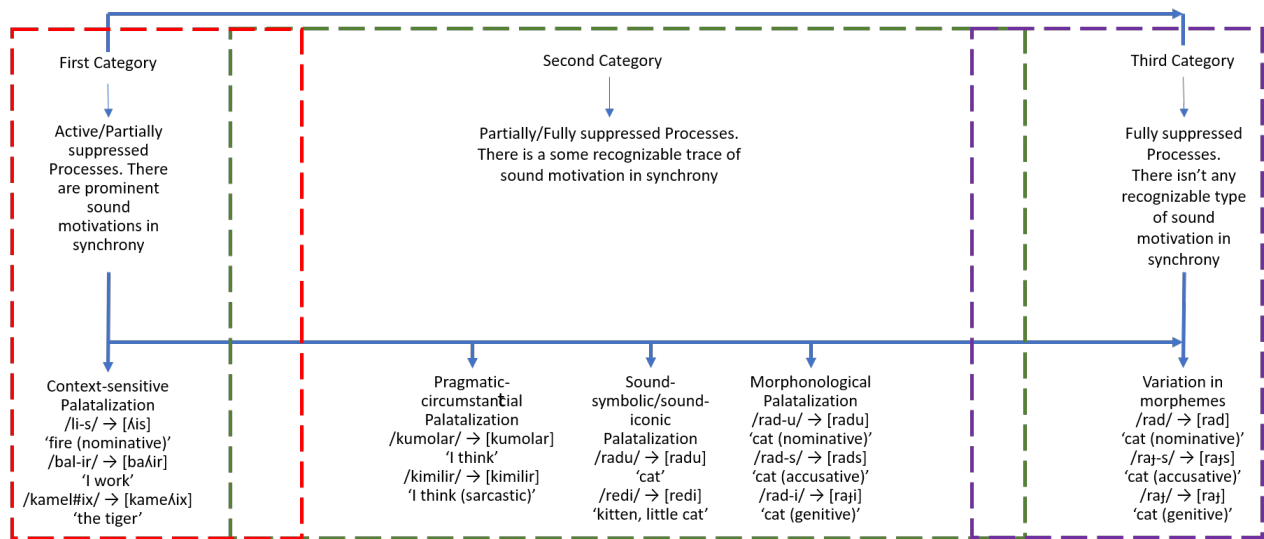 First Category
Active/Partially
suppressed
Processes. There
are prominent
sound
motivations in
synchrony
Context-sensitive
Palatalization
/li-s/ → [ʎis]
‘fire (nominative)’
/bal-ir/ → [baʎir]
‘I work’
/kamel#ix/ → [kameʎix]
‘the tiger’
Second Category
Partially/Fully suppressed Processes.
There is a some recognizable trace of
sound motivation in synchrony
Pragmatic-
circumstantial
Palatalization
/kumolar/ → [kumolar]
‘I think’
/kimilir/ → [kimilir]
‘I think (sarcastic)’
Sound-
symbolic/sound-
iconic
Palatalization
/radu/ → [radu]
‘cat’
/redi/ → [redi]
‘kitten, little cat’
Morphonological
Palatalization
/rad-u/ → [radu]
‘cat (nominative)’
/rad-s/ → [rads]
‘cat (accusative)’
/rad-i/ → [raɟi]
‘cat (genitive)’
Third Category
Fully suppressed
Processes.
There isn’t any
recognizable type
of sound
motivation in
synchrony
Variation in
morphemes
/rad/ → [rad]
‘cat (nominative)’
/raɟ-s/ → [raɟs]
‘cat (accusative)’
/raɟ/ → [raɟ]
‘cat (genitive)’